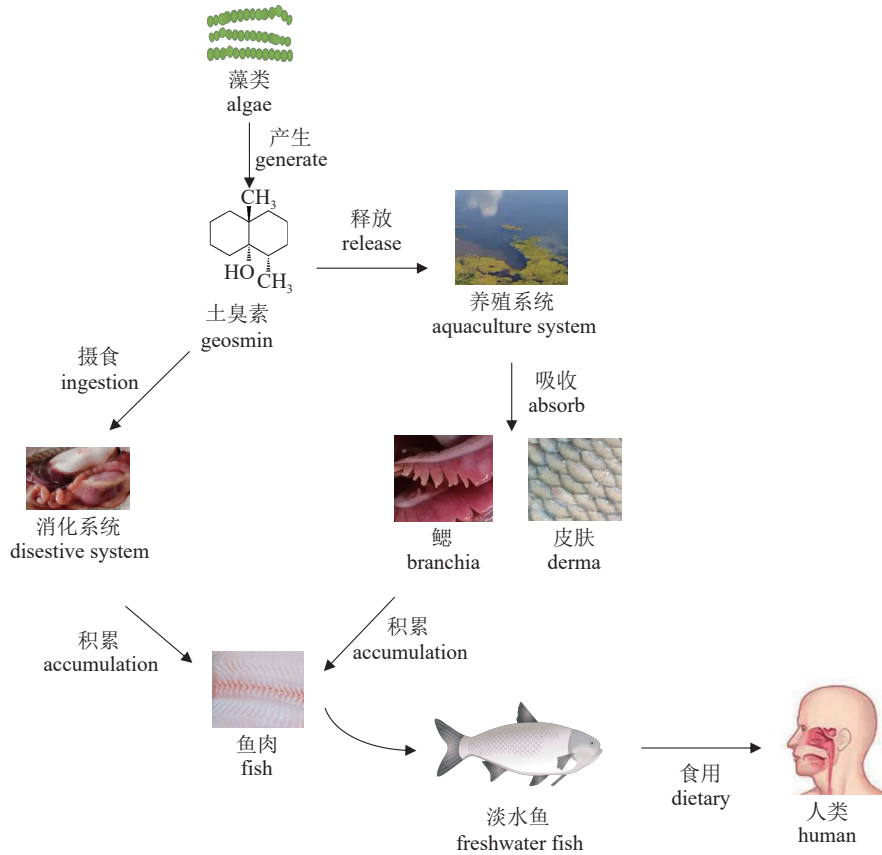 藻类
algae
产生
generate
CH3
HO
CH3
土臭素
geosmin
释放
release
养殖系统
aquaculture system
摄食
ingestion
吸收
absorb
消化系统
disestive system
鳃
branchia
皮肤
derma
积累
accumulation
积累
accumulation
鱼肉
fish
淡水鱼
freshwater fish
食用
dietary
人类
human